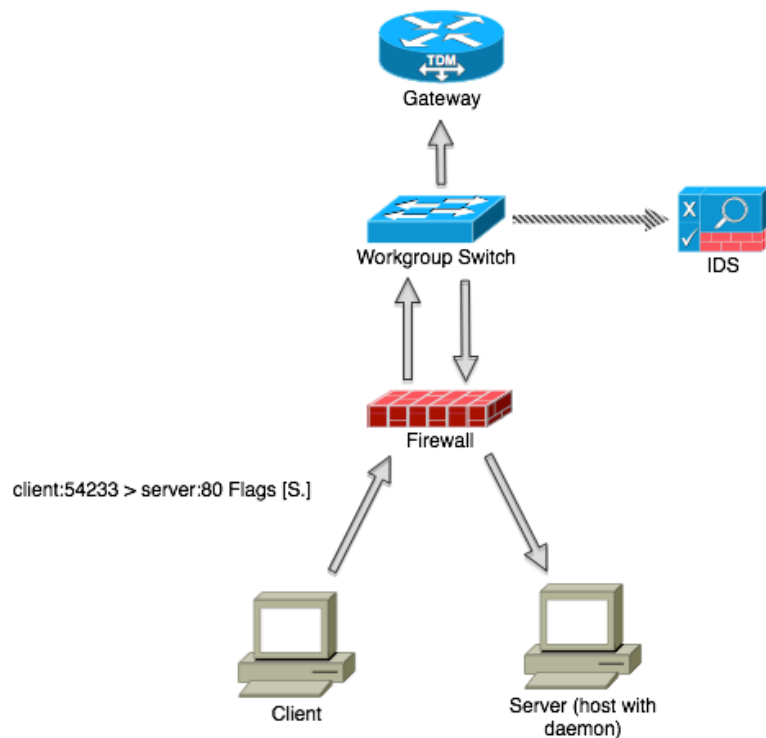 TDM
Gateway
X
Workgroup Switch
IDS
Firewall
client:54233 > server:80 Flags [S.]
Client
Server (host with
daemon)